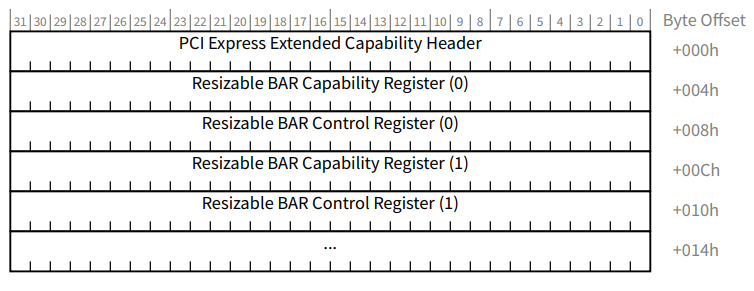 31 30 29 28 27 26 25 24 23 22 21 20 19 18 17 16 15 14 13 12 11 10 9 8 7 6 5 4 3 2 1 0 Byte Offset
PCI Express Extended Capability Header +000h
Resizable BAR Capability Register (0) +004h
Resizable BAR Control Register (0) +008h
Resizable BAR Capability Register (1) +00Ch
Resizable BAR Control Register (1) +010h
... +014h